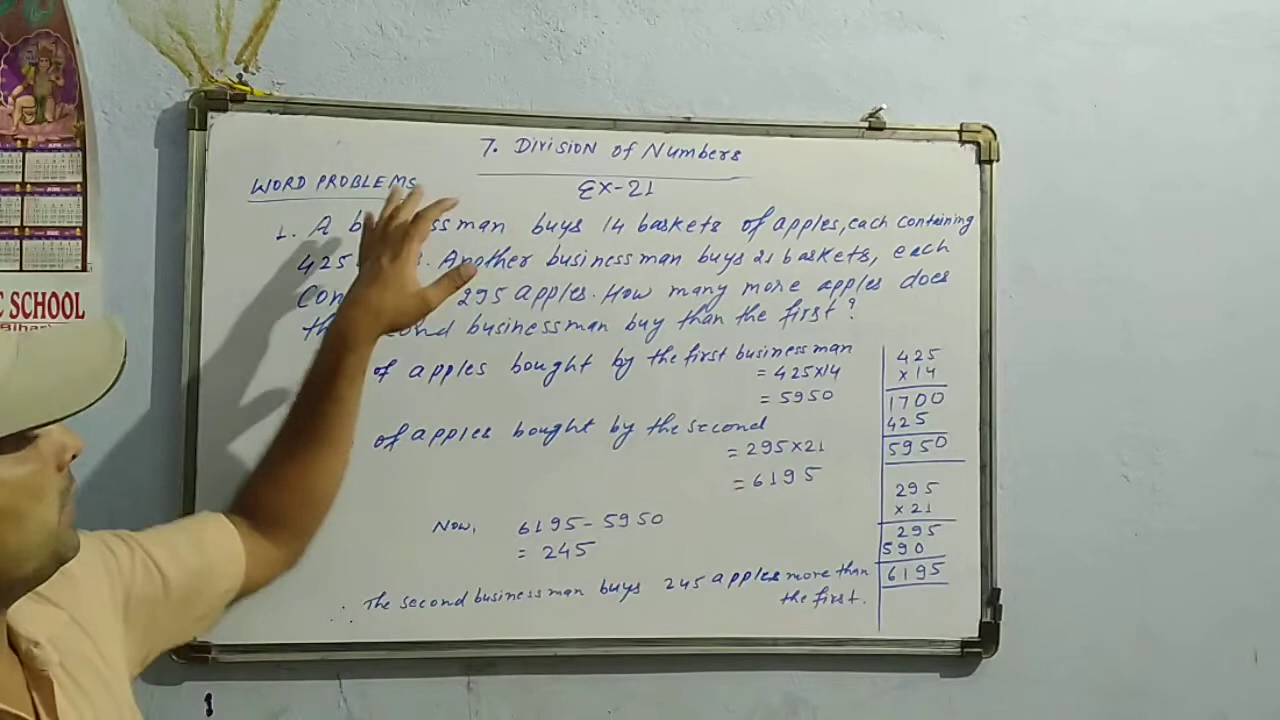 7. Division of Numbers
WORD PROBLEMS
Ex-21
1. A ssman buys 14 baskets of apples, each containing
425 . Another businessman buys 21 baskets, each
Con 295 apples. How many more apples does
th cond businessman buy than the first?
of apples bought by the first businessman
= 425×14
= 5950
of apples bought by the second
= 295×21
= 6195
Now, 6195 - 5950
= 245
∴ The second businessman buys 245 apples more than
the first.
425
×14
1700
425
5950
295
×21
295
590
6195
C SCHOOL